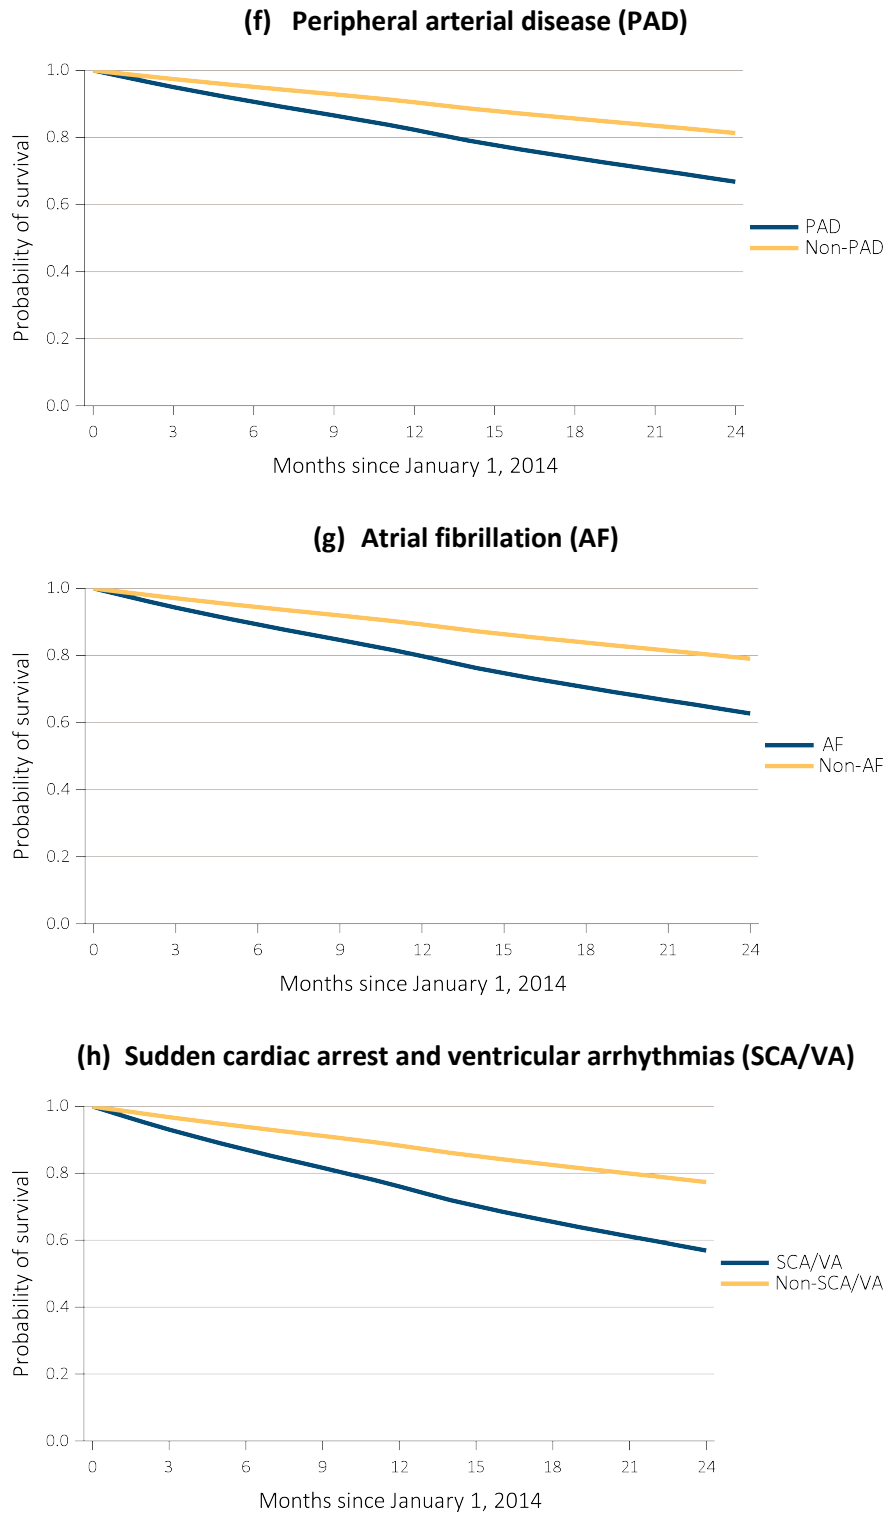 (f) Peripheral arterial disease (PAD)
Probability of survival
1.0
0.8
0.6
0.4
0.2
0.0
0 3 6 9 12 15 18 21 24
Months since January 1, 2014
PAD
Non-PAD
(g) Atrial fibrillation (AF)
Probability of survival
1.0
0.8
0.6
0.4
0.2
0.0
0 3 6 9 12 15 18 21 24
Months since January 1, 2014
AF
Non-AF
(h) Sudden cardiac arrest and ventricular arrhythmias (SCA/VA)
Probability of survival
1.0
0.8
0.6
0.4
0.2
0.0
0 3 6 9 12 15 18 21 24
Months since January 1, 2014
SCA/VA
Non-SCA/VA